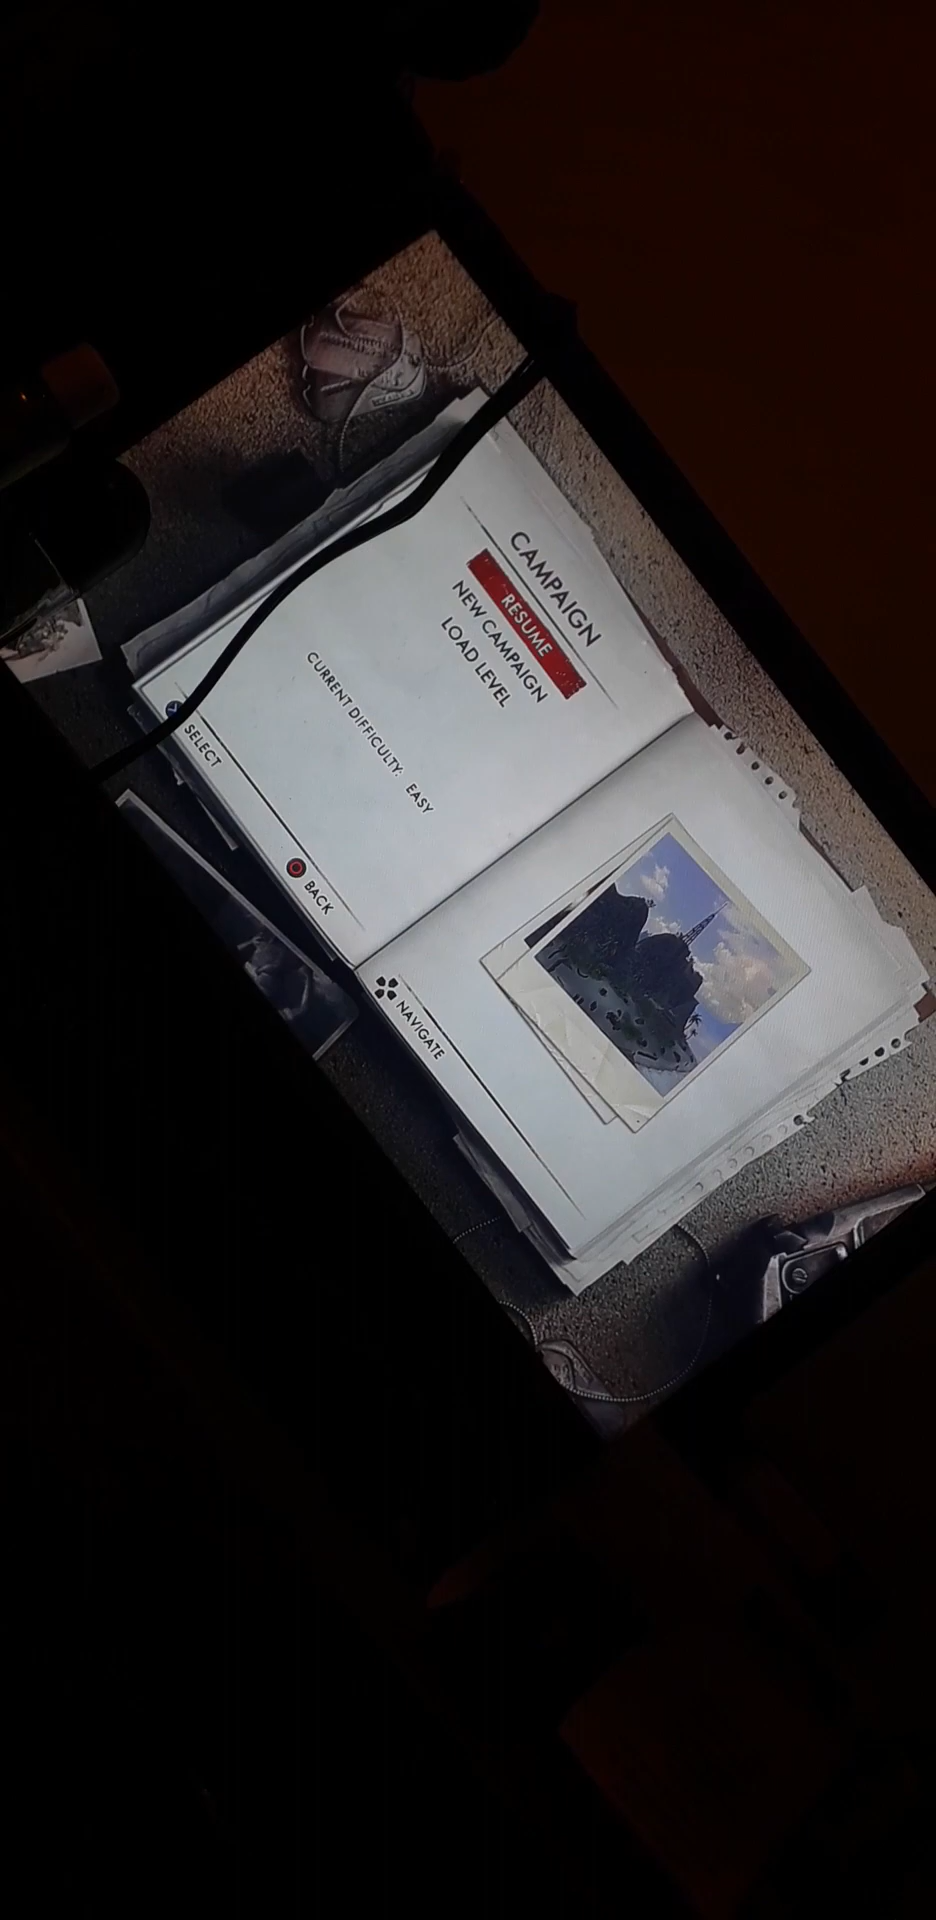 CAMPAIGN
RESUME
NEW CAMPAIGN
LOAD LEVEL
CURRENT DIFFICULTY: EASY
SELECT
BACK
NAVIGATE